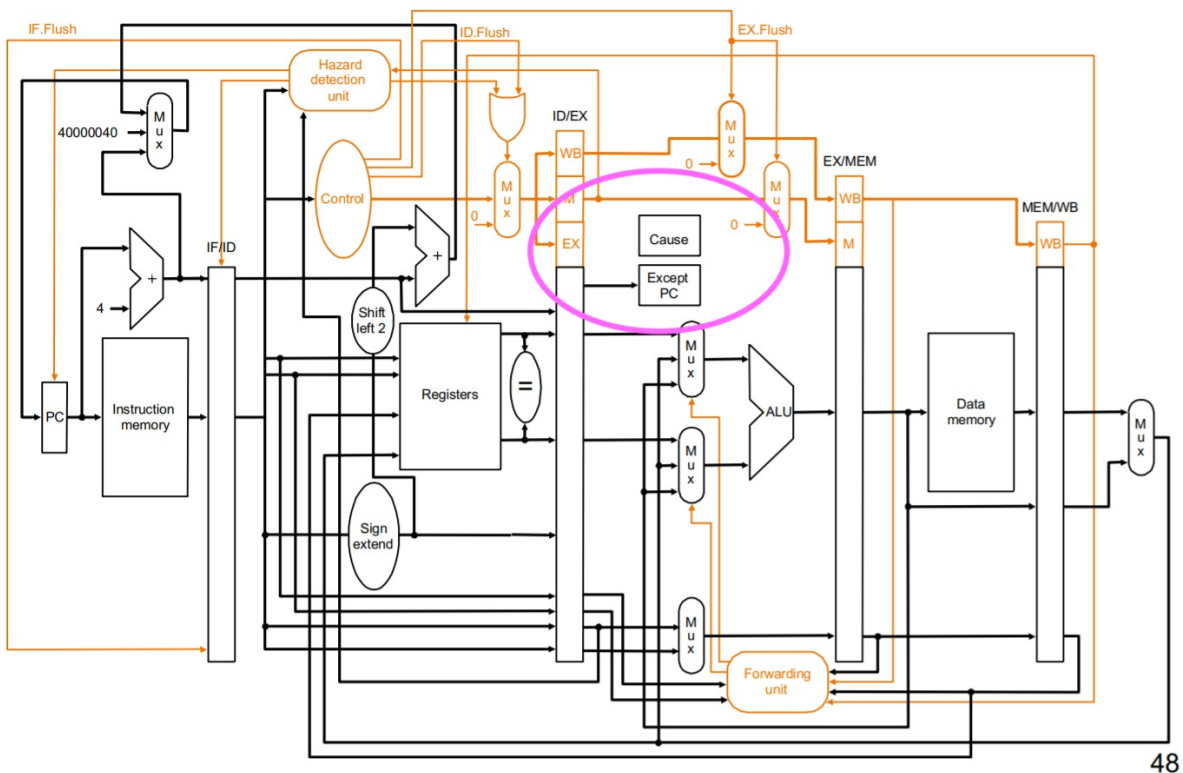 IF.Flush
ID.Flush
EX.Flush
Hazard
detection
unit
M
u
x
40000040
ID/EX
M
u
x
WB
0
EX/MEM
Control
M
u
x
0
M
M
u
x
0
WB
MEM/WB
IF/ID
+
+
EX
Cause
M
WB
4
Except
PC
Shift
left 2
M
u
x
PC
Instruction
memory
Registers
=
ALU
Data
memory
M
u
x
M
u
x
Sign
extend
M
u
x
Forwarding
unit
48